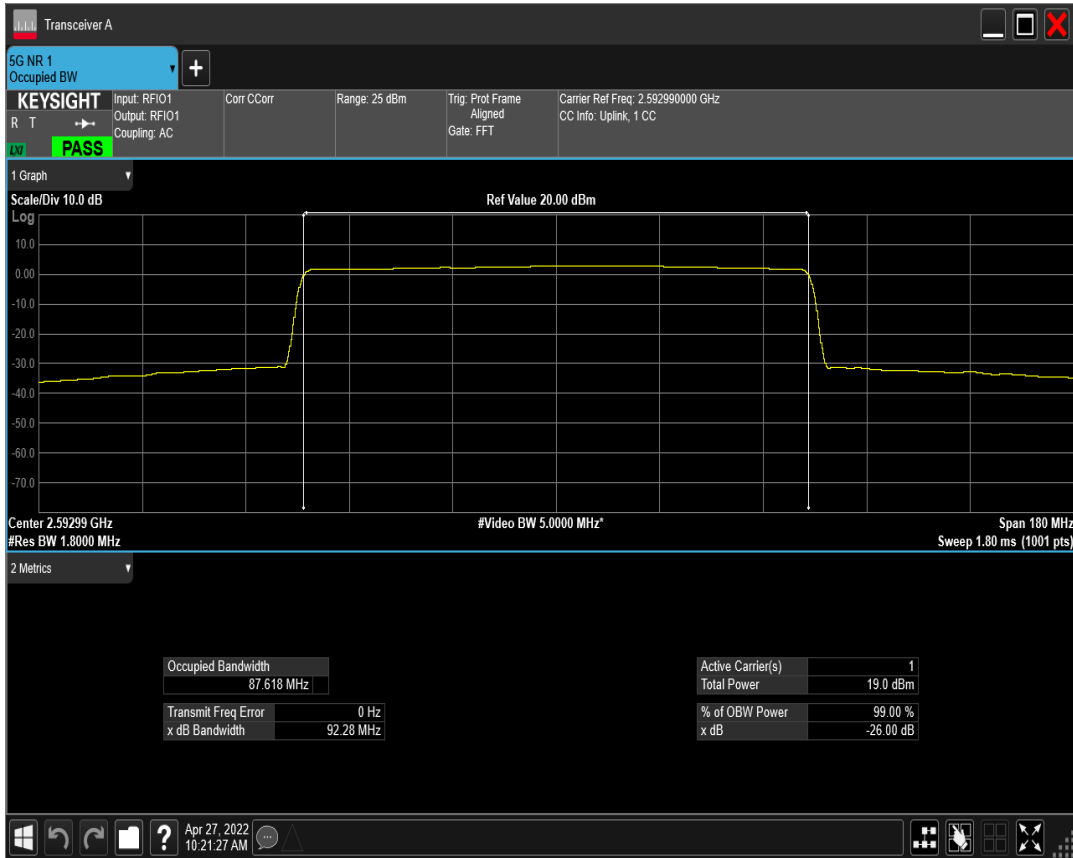 Transceiver A
5G NR 1
Occupied BW
KEYSIGHT
R T
LXI
PASS
Input: RFIO1
Output: RFIO1
Coupling: AC
Corr CCorr
Range: 25 dBm
Trig: Prot Frame
Aligned
Gate: FFT
Carrier Ref Freq: 2.592990000 GHz
CC Info: Uplink, 1 CC
1 Graph
Scale/Div 10.0 dB
Ref Value 20.00 dBm
Log
10.0
0.00
-10.0
-20.0
-30.0
-40.0
-50.0
-60.0
-70.0
Center 2.59299 GHz
#Video BW 5.0000 MHz*
Span 180 MHz
#Res BW 1.8000 MHz
Sweep 1.80 ms (1001 pts)
2 Metrics
Occupied Bandwidth
87.618 MHz
Transmit Freq Error 0 Hz
x dB Bandwidth 92.28 MHz
Active Carrier(s) 1
Total Power 19.0 dBm
% of OBW Power 99.00 %
x dB -26.00 dB
?
Apr 27, 2022
10:21:27 AM